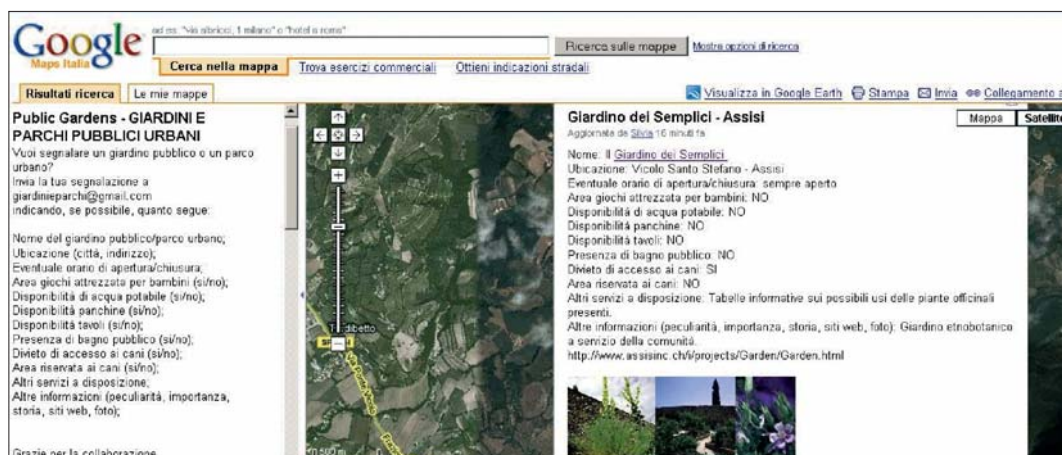 Google
Maps Italia
ad es: "via albricci, 1 milano" o "hotel a roma"
Ricerca sulle mappe
Mostra opzioni di ricerca
Cerca nella mappa
Trova esercizi commerciali
Ottieni indicazioni stradali
Risultati ricerca
Le mie mappe
Visualizza in Google Earth
Stampa
Invia
Collegamento a
Public Gardens - GIARDINI E
PARCHI PUBBLICI URBANI
Vuoi segnalare un giardino pubblico o un parco
urbano?
Invia la tua segnalazione a
giardinieparchi@gmail.com
indicando, se possibile, quanto segue:
Nome del giardino pubblico/parco urbano;
Ubicazione (città, indirizzo);
Eventuale orario di apertura/chiusura;
Area giochi attrezzata per bambini (si/no);
Disponibilità di acqua potabile (si/no);
Disponibilità panchine (si/no);
Disponibilità tavoli (si/no);
Presenza di bagno pubblico (si/no);
Divieto di accesso ai cani (si/no);
Area riservata ai cani (si/no);
Altri servizi a disposizione;
Altre informazioni (peculiarità, importanza,
storia, siti web, foto);
Grazie per la collaborazione
500 m
Giardino dei Semplici - Assisi
Aggiornata da Silvia 16 minuti fa
Mappa
Satellite
Nome: Il Giardino dei Semplici
Ubicazione: Vicolo Santo Stefano - Assisi
Eventuale orario di apertura/chiusura: sempre aperto
Area giochi attrezzata per bambini: NO
Disponibilità di acqua potabile: NO
Disponibilità panchine: NO
Disponibilità tavoli: NO
Presenza di bagno pubblico: NO
Divieto di accesso ai cani: SI
Area riservata ai cani: NO
Altri servizi a disposizione: Tabelle informative sui possibili usi delle piante officinali
presenti.
Altre informazioni (peculiarità, importanza, storia, siti web, foto): Giardino etnobotanico
a servizio della comunità.
http://www.assisinc.ch/i/projects/Garden/Garden.html